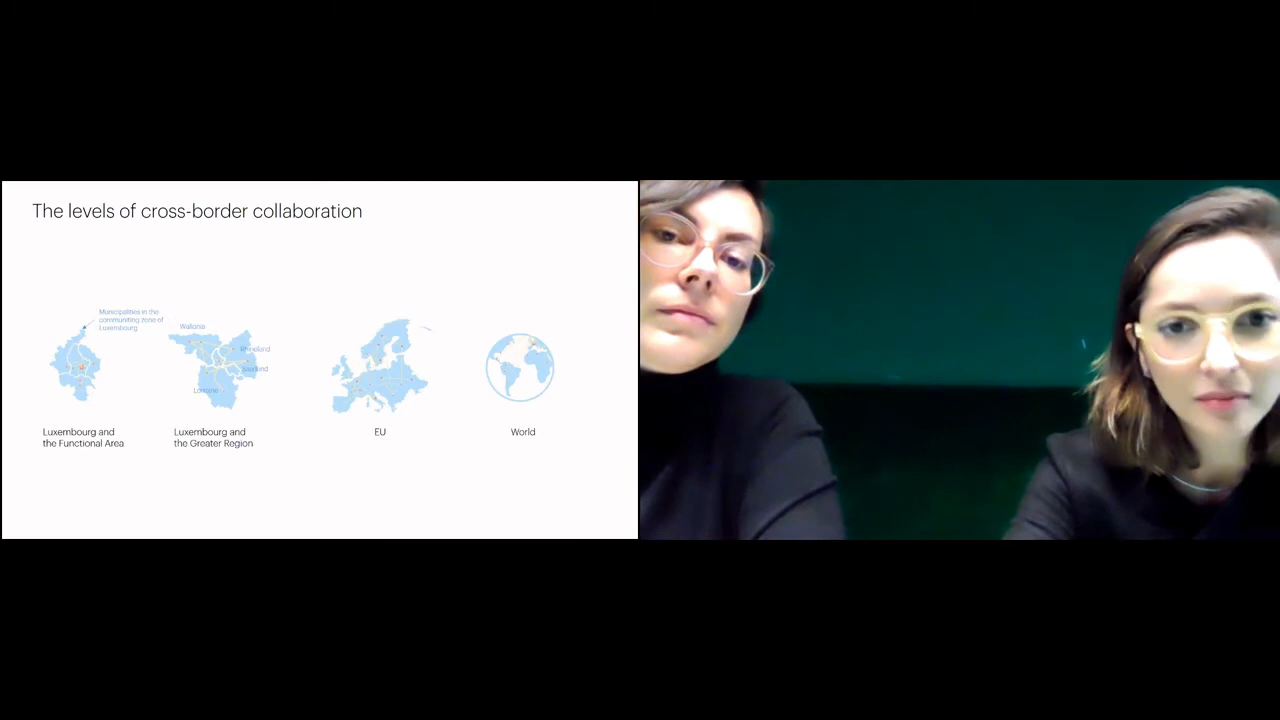 The levels of cross-border collaboration
Municipalities in the
commuting zone of
Luxembourg
Wallonia
Rhineland
Saarland
Lorraine
Luxembourg and
the Functional Area
Luxembourg and
the Greater Region
EU
World